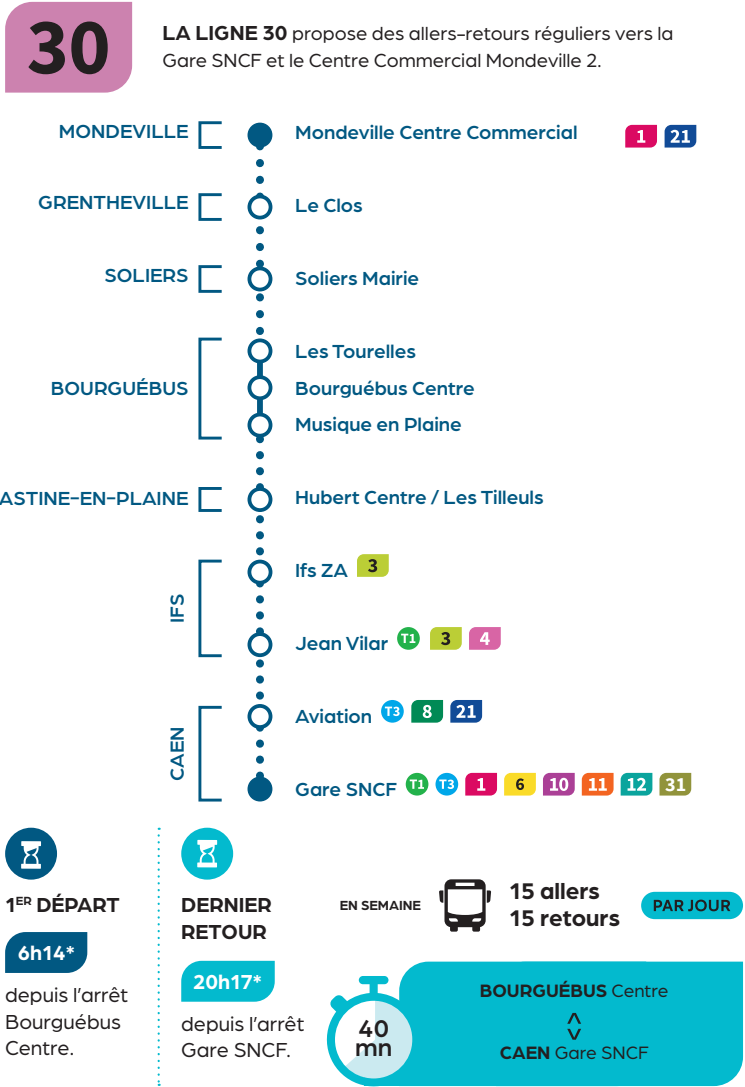 30
LA LIGNE 30 propose des allers-retours réguliers vers la
Gare SNCF et le Centre Commercial Mondeville 2.
MONDEVILLE Mondeville Centre Commercial 1 21
GRENTHEVILLE Le Clos
SOLIERS Soliers Mairie
BOURGUÉBUS
Les Tourelles
Bourguébus Centre
Musique en Plaine
ASTINE-EN-PLAINE Hubert Centre / Les Tilleuls
IFS
Ifs ZA 3
Jean Vilar T1 3 4
CAEN
Aviation T3 8 21
Gare SNCF T1 T3 1 6 10 11 12 31
1ER DÉPART
6h14*
depuis l'arrêt
Bourguébus
Centre.
DERNIER
RETOUR
20h17*
depuis l'arrêt
Gare SNCF.
EN SEMAINE
15 allers
15 retours
PAR JOUR
40
mn
BOURGUÉBUS Centre
CAEN Gare SNCF